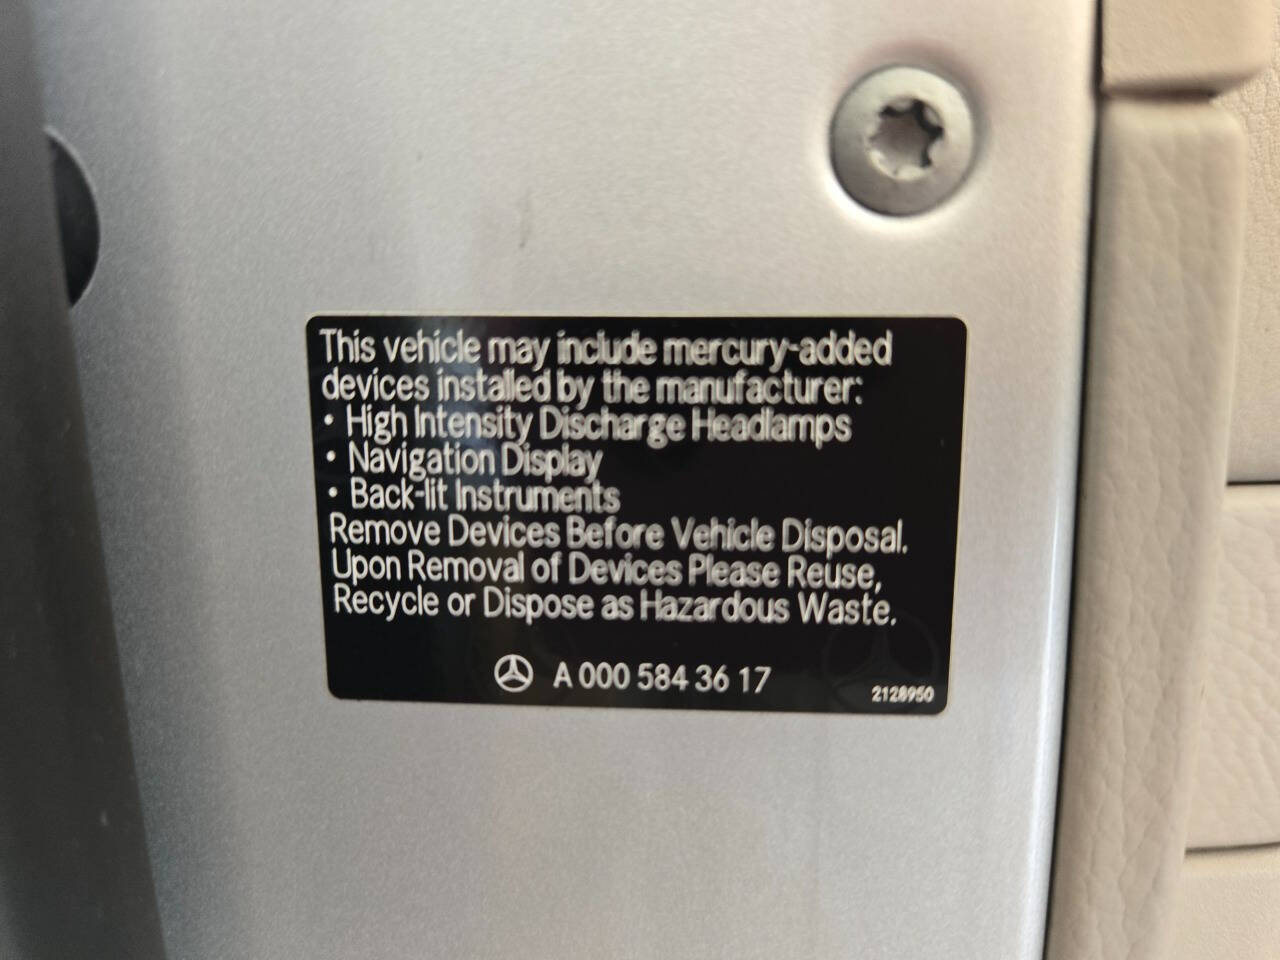 This vehicle may include mercury-added
devices installed by the manufacturer:
• High Intensity Discharge Headlamps
• Navigation Display
• Back-lit Instruments
Remove Devices Before Vehicle Disposal.
Upon Removal of Devices Please Reuse,
Recycle or Dispose as Hazardous Waste.
A 000 584 36 17
2128950